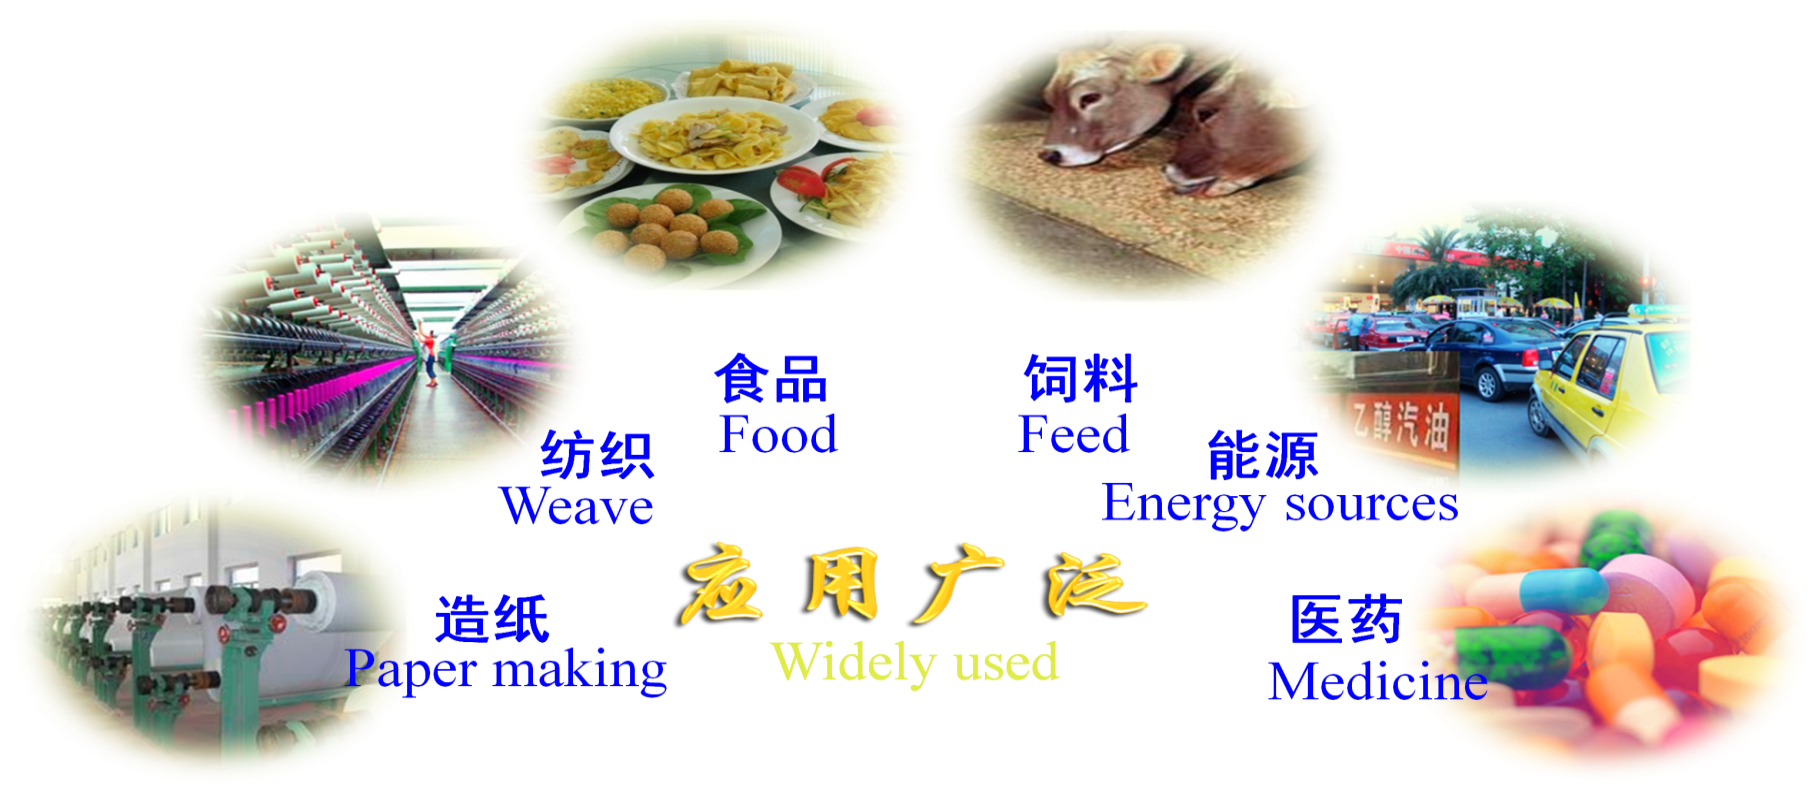 食品
Food
饲料
Feed
纺织
Weave
能源
Energy sources
乙醇汽油
造纸
Paper making
应用广泛
Widely used
医药
Medicine